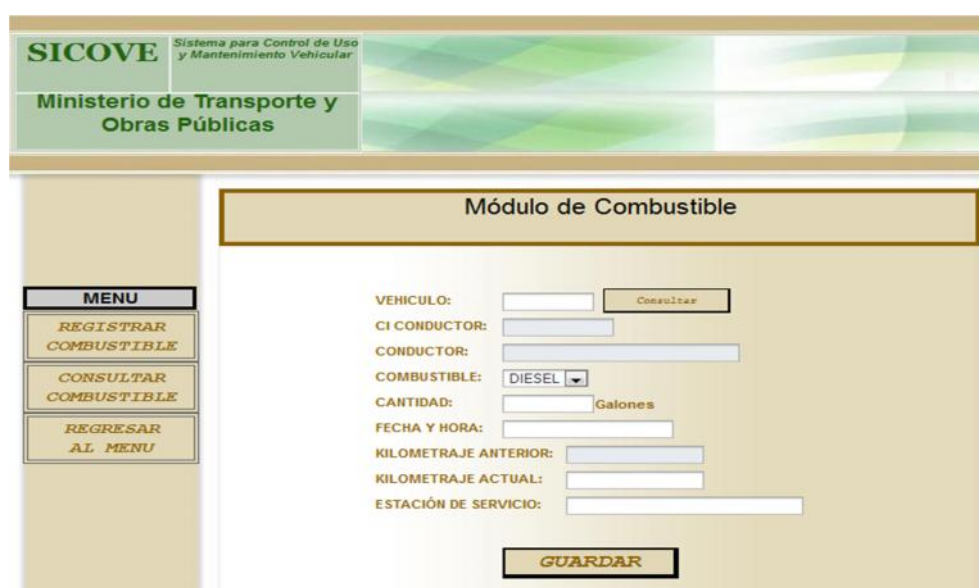 SICOVE
Sistema para Control de Uso
y Mantenimiento Vehicular
Ministerio de Transporte y
Obras Públicas
Módulo de Combustible
MENU
REGISTRAR
COMBUSTIBLE
CONSULTAR
COMBUSTIBLE
REGRESAR
AL MENU
VEHICULO:
Consultar
CI CONDUCTOR:
CONDUCTOR:
COMBUSTIBLE: DIESEL
CANTIDAD: Galones
FECHA Y HORA:
KILOMETRAJE ANTERIOR:
KILOMETRAJE ACTUAL:
ESTACIÓN DE SERVICIO:
GUARDAR